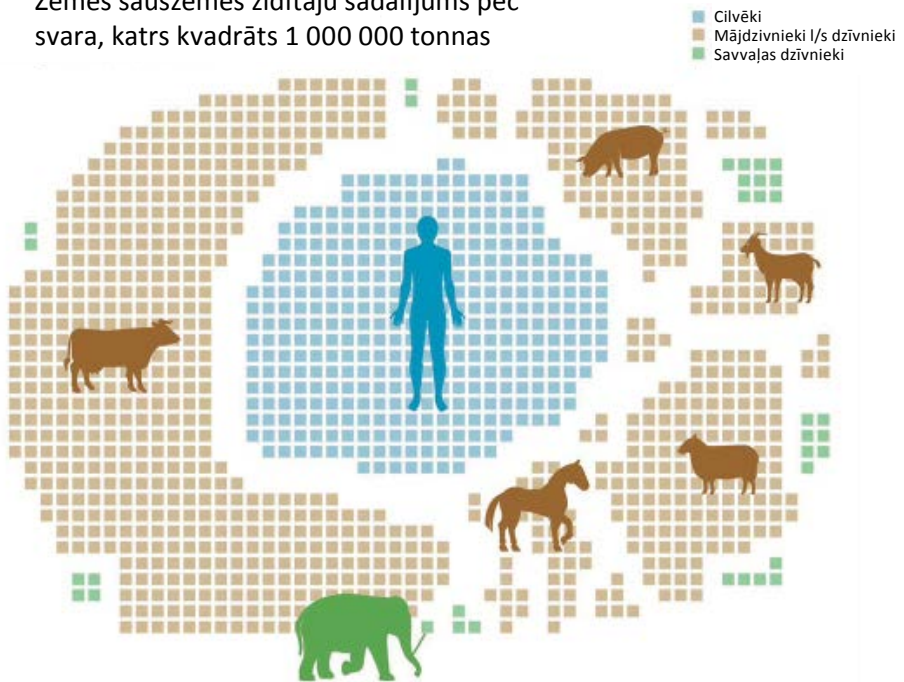 Zemes sauszemes zīdītāju sadalījums pēc
svara, katrs kvadrāts 1 000 000 tonnas
Cilvēki
Mājdzivnieki l/s dzīvnieki
Savvaļas dzīvnieki